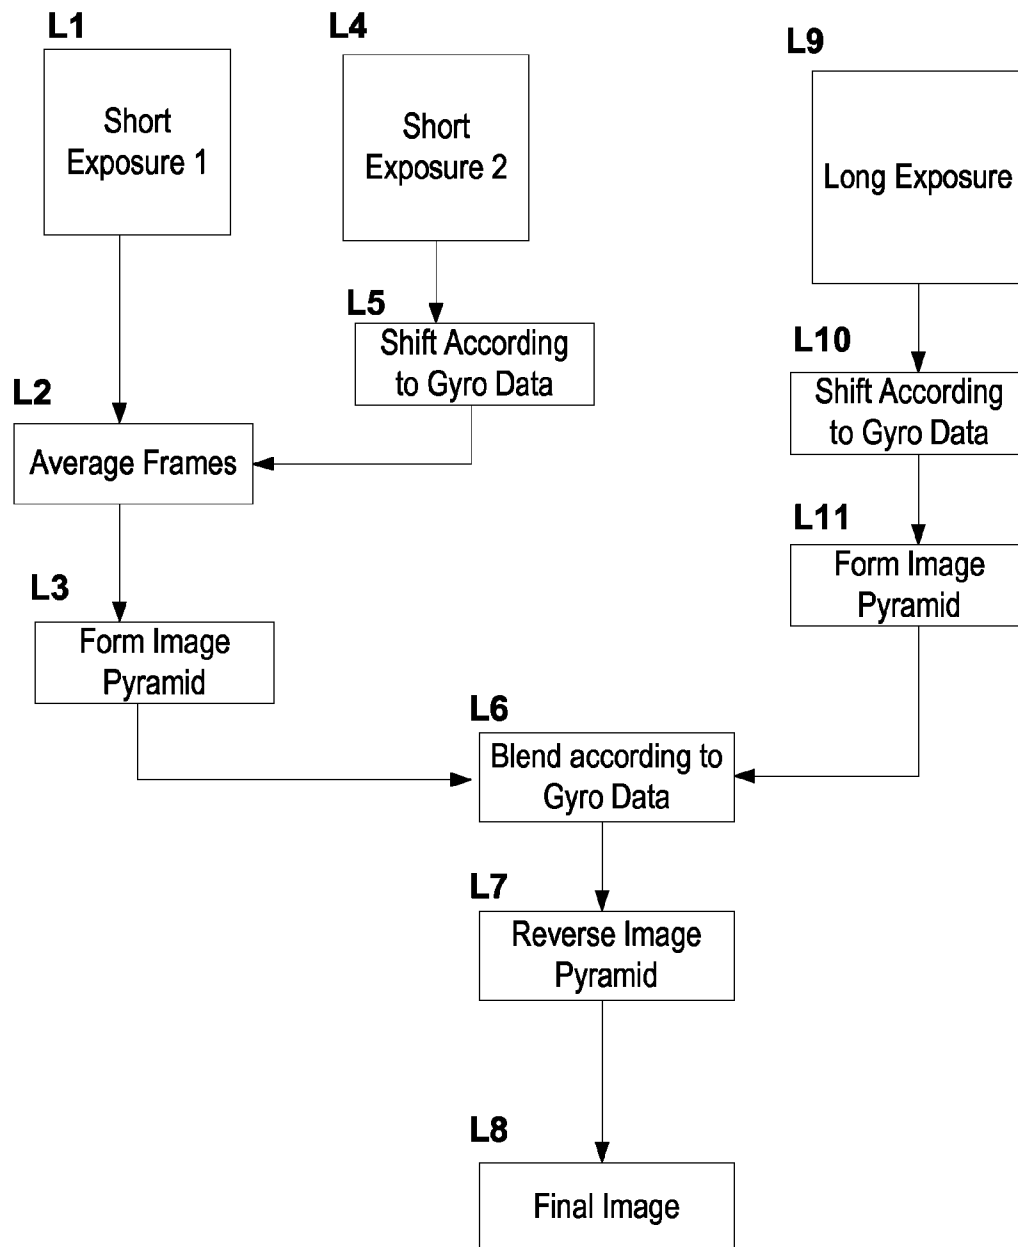 L1
Short
Exposure 1
L4
Short
Exposure 2
L9
Long Exposure
L5
Shift According
to Gyro Data
L10
Shift According
to Gyro Data
L2
Average Frames
L11
Form Image
Pyramid
L3
Form Image
Pyramid
L6
Blend according to
Gyro Data
L7
Reverse Image
Pyramid
L8
Final Image